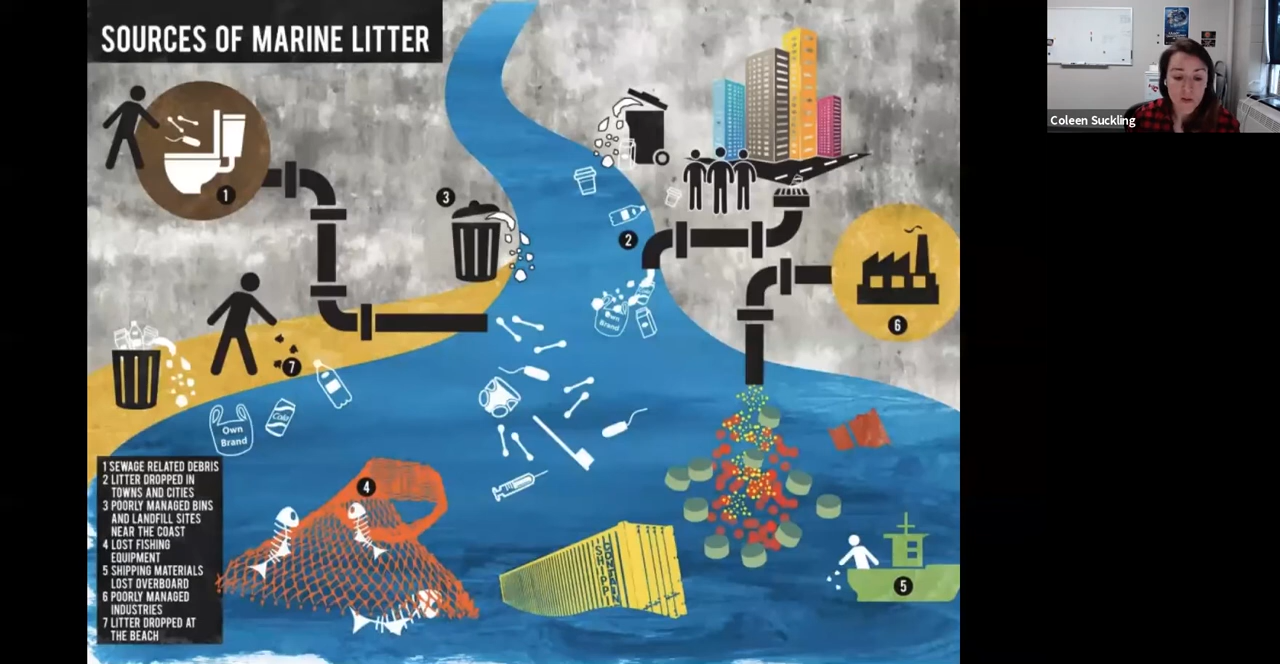 SOURCES OF MARINE LITTER
Coleen Suckling
1
3
2
6
7
Own
Brand
Cola
Own
Brand
4
SHIPPING
CONTAIN
5
1 SEWAGE RELATED DEBRIS
2 LITTER DROPPED IN
TOWNS AND CITIES
3 POORLY MANAGED BINS
AND LANDFILL SITES
NEAR THE COAST
4 LOST FISHING
EQUIPMENT
5 SHIPPING MATERIALS
LOST OVERBOARD
6 POORLY MANAGED
INDUSTRIES
7 LITTER DROPPED AT
THE BEACH